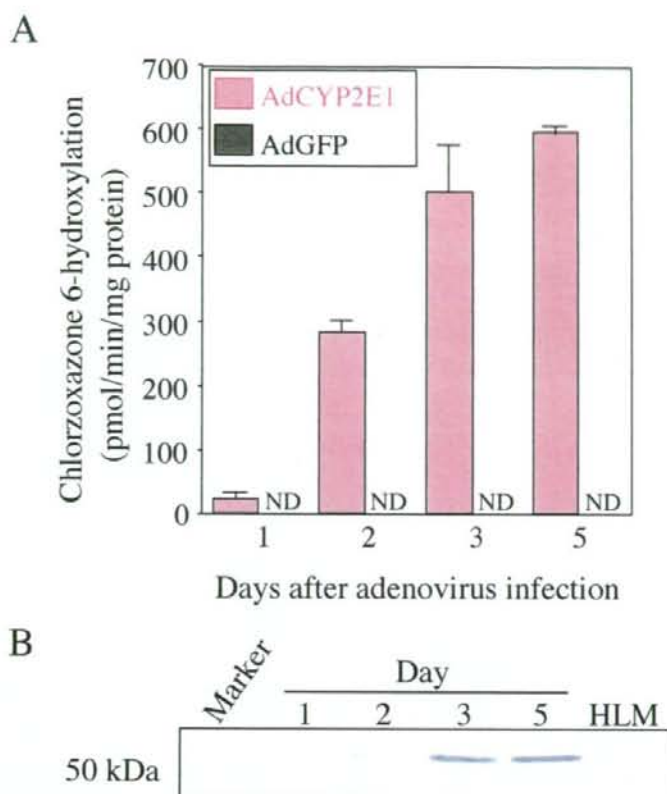 A
Chlorzoxazone 6-hydroxylation
(pmol/min/mg protein)
700
600
500
400
300
200
100
0
AdCYP2E1
AdGFP
ND ND ND ND
1 2 3 5
Days after adenovirus infection
B
Marker
Day
1 2 3 5 HLM
50 kDa